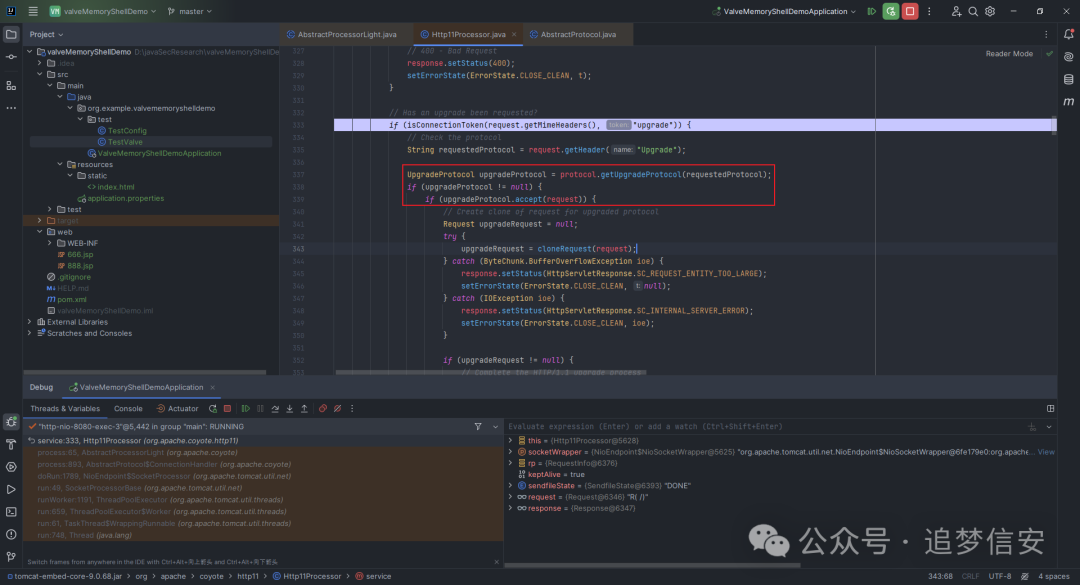 VM valveMemoryShellDemo
master
ValveMemoryShellDemoApplication
Project
AbstractProcessorLight.java
Http11Processor.java
AbstractProtocol.java
Reader Mode
valveMemoryShellDemo D:\javaSecResearch\valveMemoryShellDe
.idea
src
main
java
org.example.valvememoryshelldemo
test
TestConfig
TestValve
ValveMemoryShellDemoApplication
resources
static
<> index.html
application.properties
test
target
web
WEB-INF
666.jsp
888.jsp
.gitignore
HELP.md
pom.xml
valveMemoryShellDemo.iml
External Libraries
Scratches and Consoles
327 // 400 - Bad Request
328 response.setStatus(400);
329 setErrorState(ErrorState.CLOSE_CLEAN, t);
330 }
331
332 // Has an upgrade been requested?
333 if (isConnectionToken(request.getMimeHeaders(), token: "upgrade")) {
334 // Check the protocol
335 String requestedProtocol = request.getHeader( name: "Upgrade");
336
337 UpgradeProtocol upgradeProtocol = protocol.getUpgradeProtocol(requestedProtocol);
338 if (upgradeProtocol != null) {
339 if (upgradeProtocol.accept(request)) {
340 // Create clone of request for upgraded protocol
341 Request upgradeRequest = null;
342 try {
343 upgradeRequest = cloneRequest(request);
344 } catch (ByteChunk.BufferOverflowException ioe) {
345 response.setStatus(HttpServletResponse.SC_REQUEST_ENTITY_TOO_LARGE);
346 setErrorState(ErrorState.CLOSE_CLEAN, t: null);
347 } catch (IOException ioe) {
348 response.setStatus(HttpServletResponse.SC_INTERNAL_SERVER_ERROR);
349 setErrorState(ErrorState.CLOSE_CLEAN, ioe);
350 }
351
352 if (upgradeRequest != null) {
353 // Complete the HTTP/1.1 upgrade process
Debug
ValveMemoryShellDemoApplication
Threads & Variables
Console
Actuator
"http-nio-8080-exec-3"@5,442 in group "main": RUNNING
service:333, Http11Processor (org.apache.coyote.http11)
process:65, AbstractProcessorLight (org.apache.coyote)
process:893, AbstractProtocol$ConnectionHandler (org.apache.coyote)
doRun:1789, NioEndpoint$SocketProcessor (org.apache.tomcat.util.net)
run:49, SocketProcessorBase (org.apache.tomcat.util.net)
runWorker:1191, ThreadPoolExecutor (org.apache.tomcat.util.threads)
run:659, ThreadPoolExecutor$Worker (org.apache.tomcat.util.threads)
run:61, TaskThread$WrappingRunnable (org.apache.tomcat.util.threads)
run:748, Thread (java.lang)
Switch frames from anywhere in the IDE with Ctrl+Alt+向上箭头 and Ctrl+Alt+向下箭头
Evaluate expression (Enter) or add a watch (Ctrl+Shift+Enter)
this = {Http11Processor@5628}
socketWrapper = {NioEndpoint$NioSocketWrapper@5625} "org.apache.tomcat.util.net.NioEndpoint$NioSocketWrapper@6fe179e0:org.apache... View
rp = {RequestInfo@6376}
keptAlive = true
sendfileState = {SendfileState@6393} "DONE"
request = {Request@6346} "R( /)"
response = {Response@6347}
公众号 · 追梦信安
tomcat-embed-core-9.0.68.jar > org > apache > coyote > http11 > Http11Processor > service
343:68 CRLF UTF-8 4 spaces